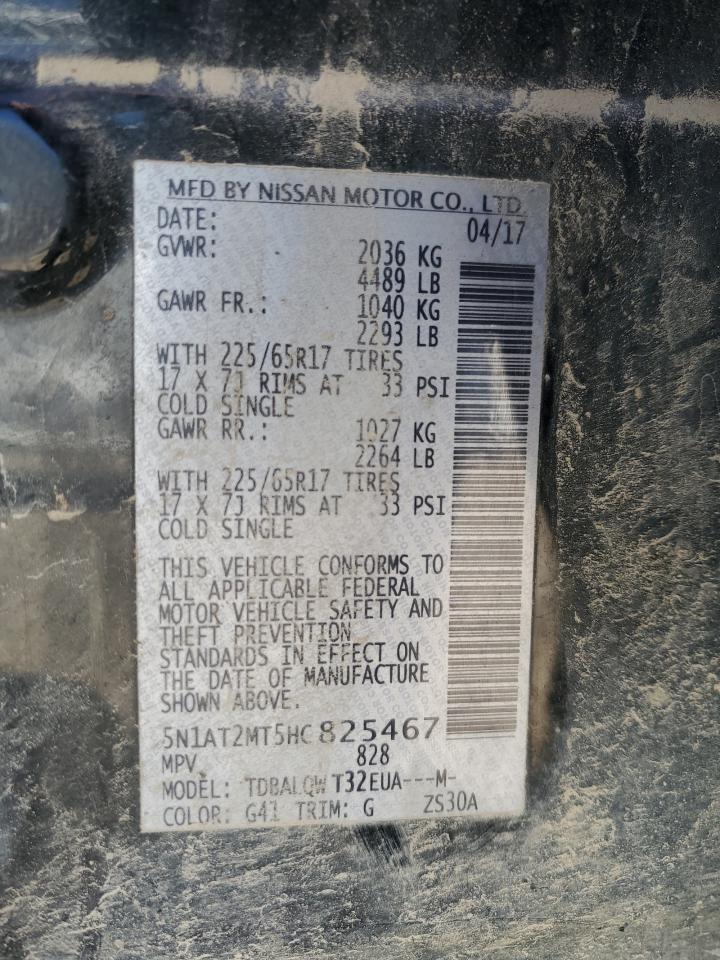 MFD BY NISSAN MOTOR CO., LTD.
DATE: 04/17
GVWR: 2036 KG
4489 LB
GAWR FR.: 1040 KG
2293 LB
WITH 225/65R17 TIRES
17 X 7J RIMS AT 33 PSI
COLD SINGLE
GAWR RR.: 1027 KG
2264 LB
WITH 225/65R17 TIRES
17 X 7J RIMS AT 33 PSI
COLD SINGLE
THIS VEHICLE CONFORMS TO
ALL APPLICABLE FEDERAL
MOTOR VEHICLE SAFETY AND
THEFT PREVENTION
STANDARDS IN EFFECT ON
THE DATE OF MANUFACTURE
SHOWN ABOVE.
5N1AT2MT5HC825467
MPV 828
MODEL: TDBALQWT32EUA---M-
COLOR: G41 TRIM: G ZS30A